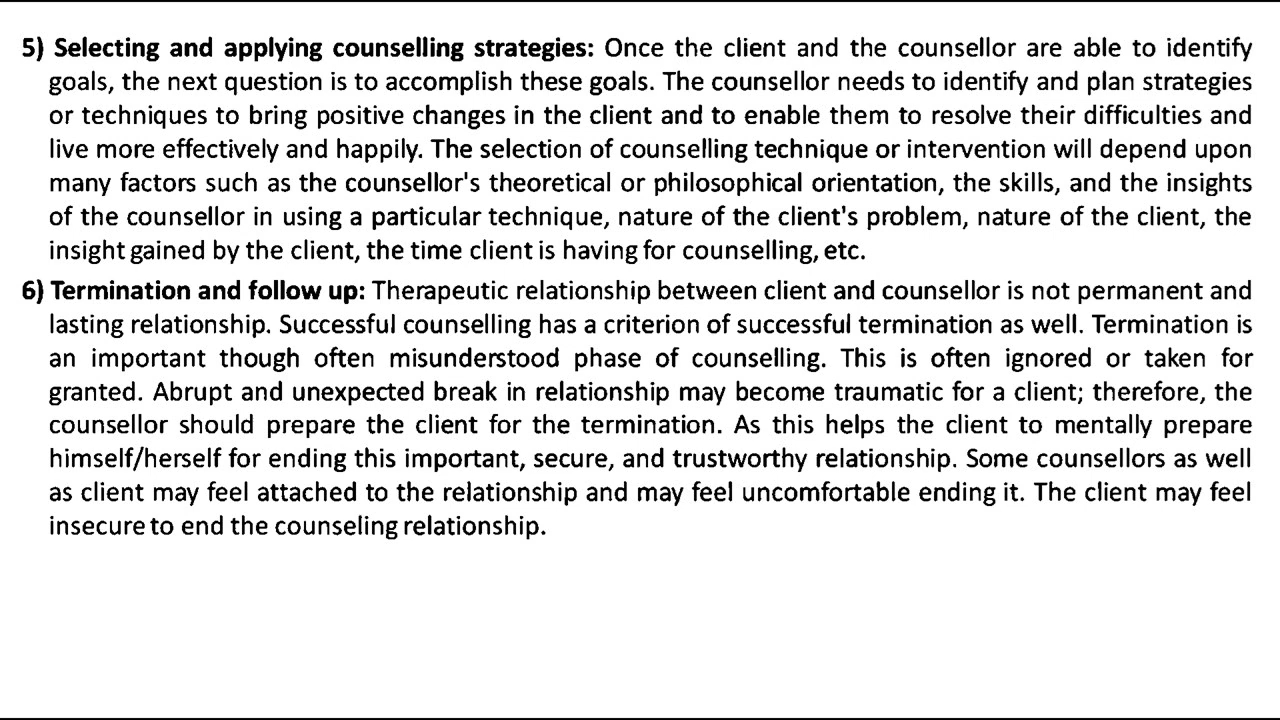 5) Selecting and applying counselling strategies: Once the client and the counsellor are able to identify
goals, the next question is to accomplish these goals. The counsellor needs to identify and plan strategies
or techniques to bring positive changes in the client and to enable them to resolve their difficulties and
live more effectively and happily. The selection of counselling technique or intervention will depend upon
many factors such as the counsellor's theoretical or philosophical orientation, the skills, and the insights
of the counsellor in using a particular technique, nature of the client's problem, nature of the client, the
insight gained by the client, the time client is having for counselling, etc.
6) Termination and follow up: Therapeutic relationship between client and counsellor is not permanent and
lasting relationship. Successful counselling has a criterion of successful termination as well. Termination is
an important though often misunderstood phase of counselling. This is often ignored or taken for
granted. Abrupt and unexpected break in relationship may become traumatic for a client; therefore, the
counsellor should prepare the client for the termination. As this helps the client to mentally prepare
himself/herself for ending this important, secure, and trustworthy relationship. Some counsellors as well
as client may feel attached to the relationship and may feel uncomfortable ending it. The client may feel
insecure to end the counseling relationship.